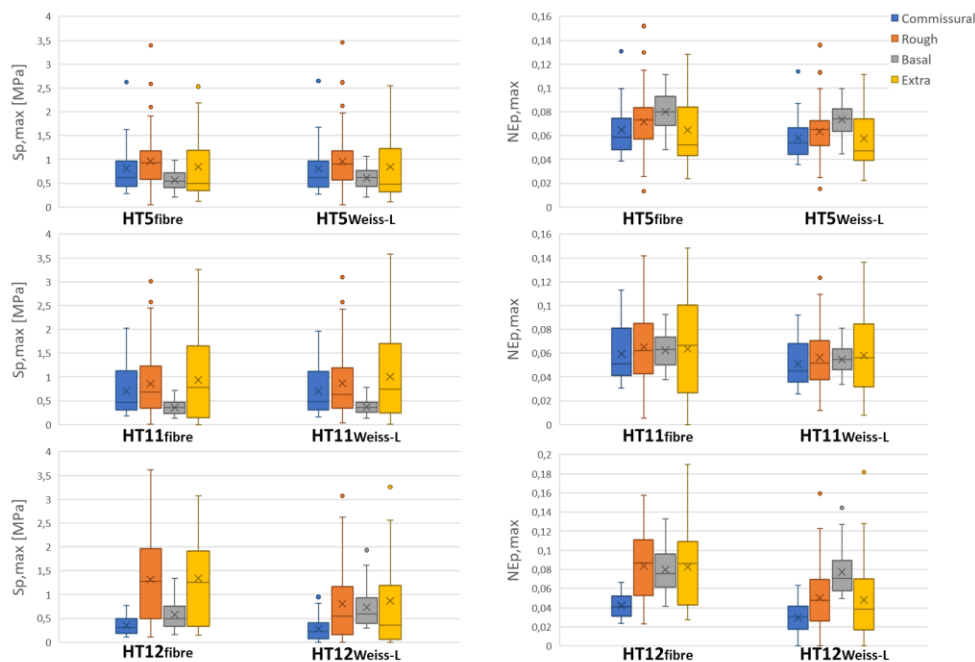 Sp,max [MPa]
4
3,5
3
2,5
2
1,5
1
0,5
0
HT5fibre
HT5Weiss-L
NEp,max
0,16
0,14
0,12
0,1
0,08
0,06
0,04
0,02
0
HT5fibre
HT5Weiss-L
Commissural
Rough
Basal
Extra
Sp,max [MPa]
4
3,5
3
2,5
2
1,5
1
0,5
0
HT11fibre
HT11Weiss-L
NEp,max
0,16
0,14
0,12
0,1
0,08
0,06
0,04
0,02
0
HT11fibre
HT11Weiss-L
Sp,max [MPa]
4
3,5
3
2,5
2
1,5
1
0,5
0
HT12fibre
HT12Weiss-L
NEp,max
0,2
0,18
0,16
0,14
0,12
0,1
0,08
0,06
0,04
0,02
0
HT12fibre
HT12Weiss-L